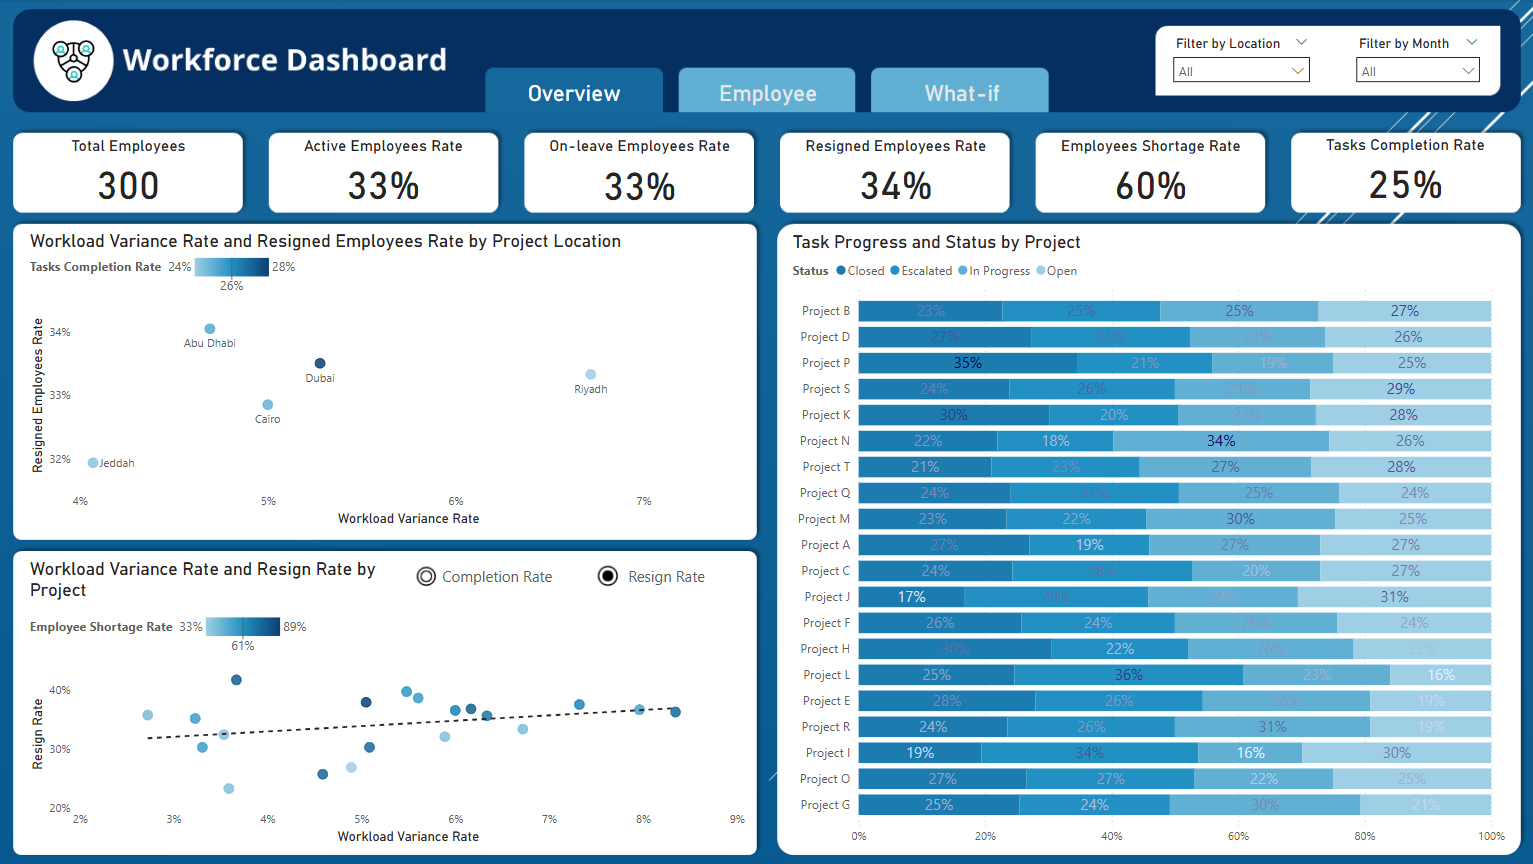 Workforce Dashboard
Overview
Employee
What-if
Filter by Location
All
Filter by Month
All
Total Employees
300
Active Employees Rate
33%
On-leave Employees Rate
33%
Resigned Employees Rate
34%
Employees Shortage Rate
60%
Tasks Completion Rate
25%
Workload Variance Rate and Resigned Employees Rate by Project Location
Tasks Completion Rate 24% 28%
26%
Resigned Employees Rate
34%
33%
32%
Abu Dhabi
Dubai
Riyadh
Cairo
Jeddah
4% 5% 6% 7%
Workload Variance Rate
Workload Variance Rate and Resign Rate by
Project
Completion Rate
Resign Rate
Employee Shortage Rate 33% 89%
61%
Resign Rate
40%
30%
20%
2% 3% 4% 5% 6% 7% 8% 9%
Workload Variance Rate
Task Progress and Status by Project
Status Closed Escalated In Progress Open
Project B 23% 25% 25% 27%
Project D 27% 25% 21% 26%
Project P 35% 21% 19% 25%
Project S 24% 26% 21% 29%
Project K 30% 20% 22% 28%
Project N 22% 18% 34% 26%
Project T 21% 23% 27% 28%
Project Q 24% 27% 25% 24%
Project M 23% 22% 30% 25%
Project A 27% 19% 27% 27%
Project C 24% 28% 20% 27%
Project J 17% 29% 24% 31%
Project F 26% 24% 26% 24%
Project H 30% 22% 26% 22%
Project L 25% 36% 23% 16%
Project E 28% 26% 26% 19%
Project R 24% 26% 31% 19%
Project I 19% 34% 16% 30%
Project O 27% 27% 22% 25%
Project G 25% 24% 30% 21%
0% 20% 40% 60% 80% 100%